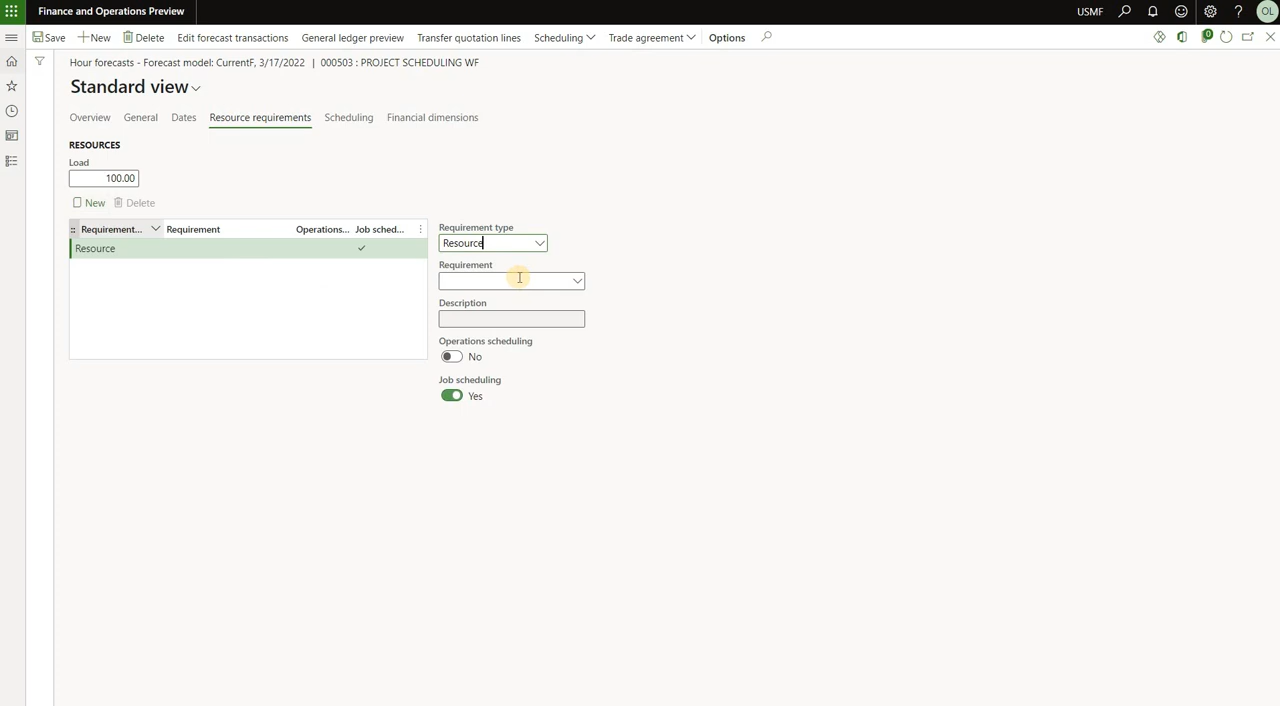 Finance and Operations Preview
USMF
OL
Save New Delete Edit forecast transactions General ledger preview Transfer quotation lines Scheduling Trade agreement Options
0
Hour forecasts - Forecast model: CurrentF, 3/17/2022 | 000503 : PROJECT SCHEDULING WF
Standard view
Overview General Dates Resource requirements Scheduling Financial dimensions
RESOURCES
Load
100.00
New Delete
Requirement... Requirement Operations... Job sched...
Resource
Requirement type
Resource
Requirement
Description
Operations scheduling
No
Job scheduling
Yes